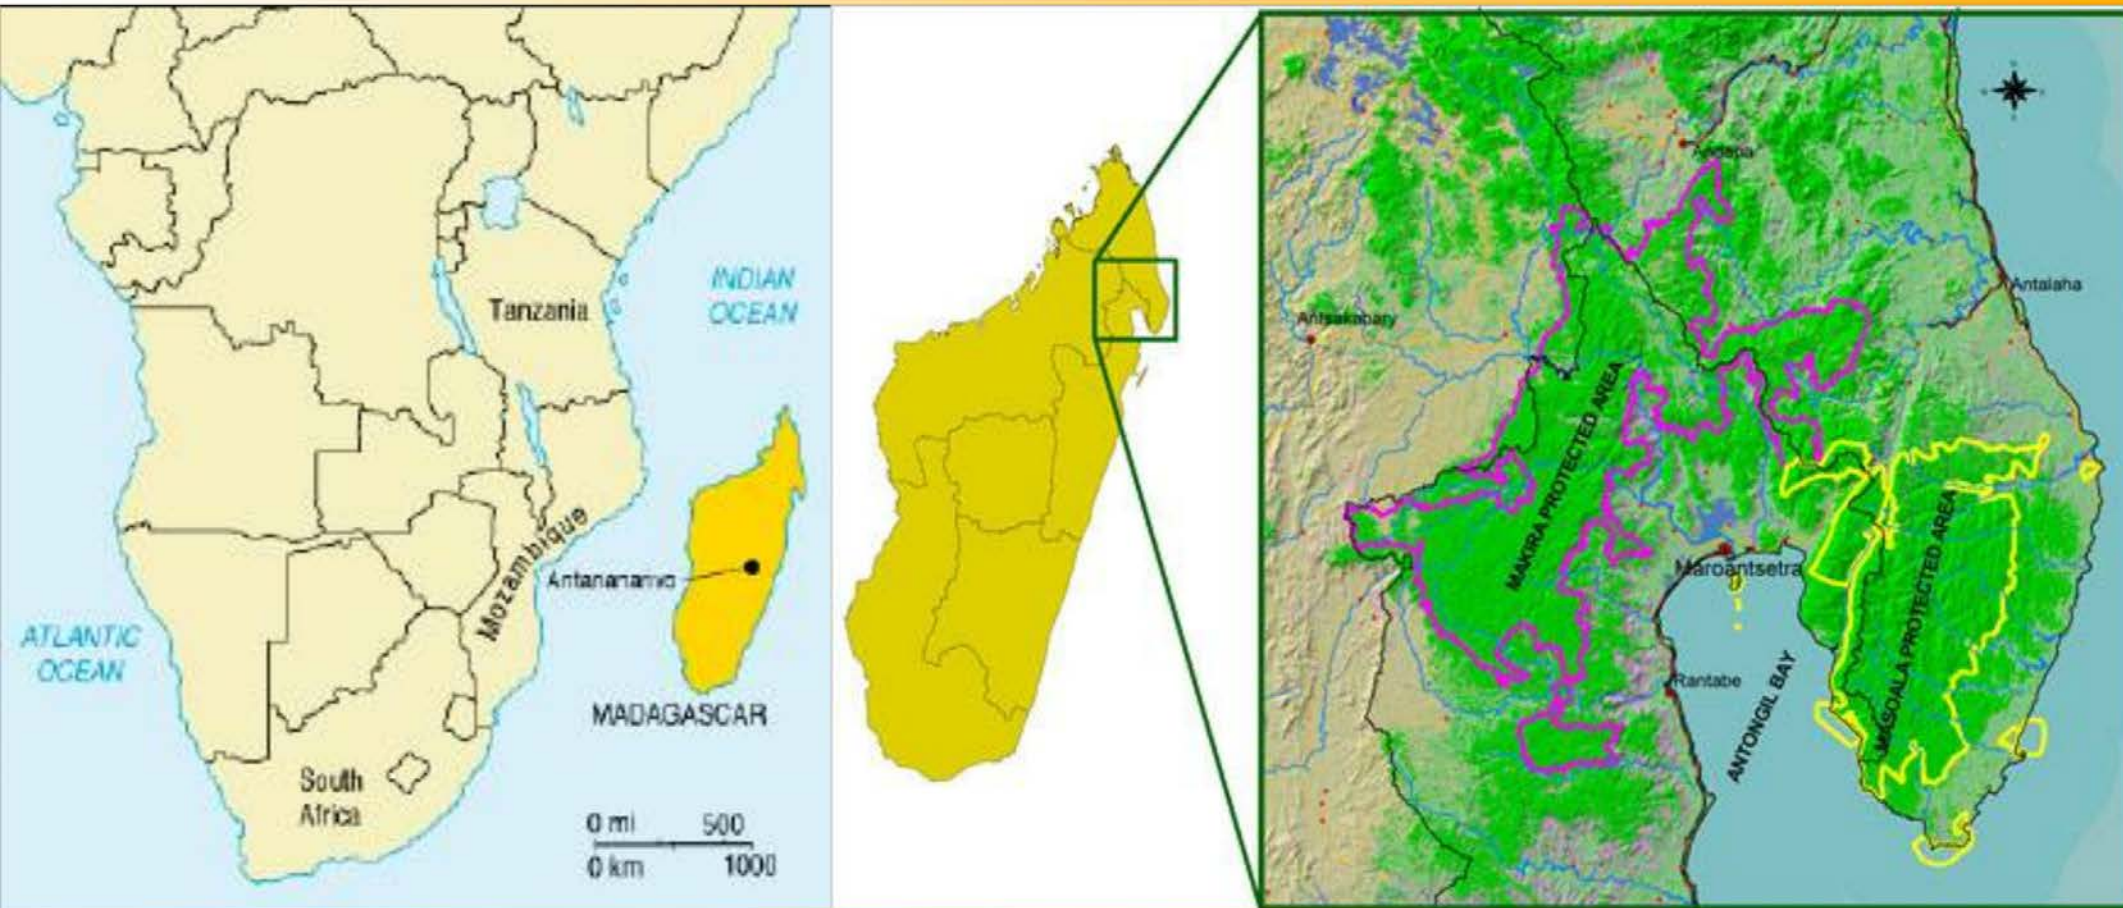 INDIAN
OCEAN
Tanzania
Mozambique
Antananarivo
ATLANTIC
OCEAN
MADAGASCAR
South
Africa
0 mi 500
0 km 1000
Andapa
Antalaha
Antsakabary
MAKIRA PROTECTED AREA
MASOALA PROTECTED AREA
Maroantsetra
Rantabe
ANTONGIL BAY